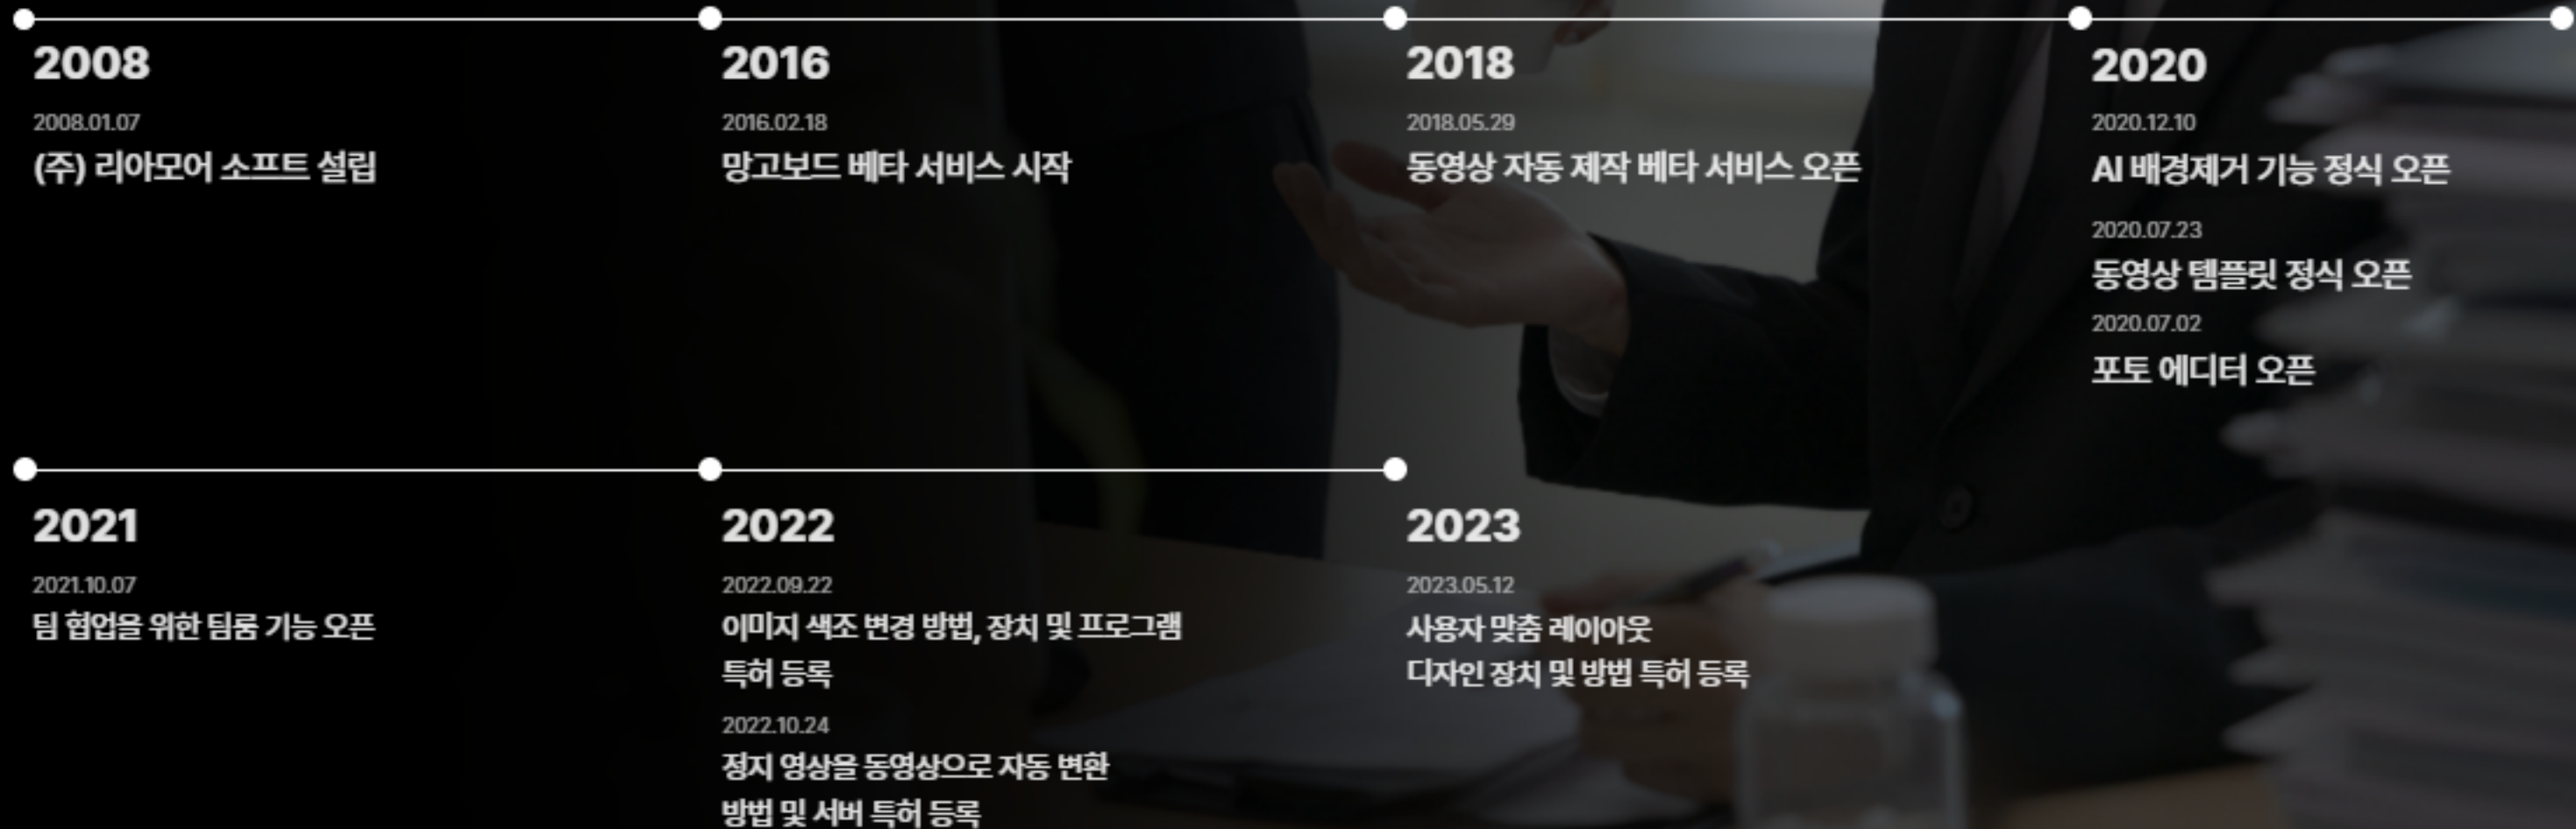 2008
2008.01.07
(주) 리아모어 소프트 설립
2016
2016.02.18
망고보드 베타 서비스 시작
2018
2018.05.29
동영상 자동 제작 베타 서비스 오픈
2020
2020.12.10
AI 배경제거 기능 정식 오픈
2020.07.23
동영상 템플릿 정식 오픈
2020.07.02
포토 에디터 오픈
2021
2021.10.07
팀 협업을 위한 팀룸 기능 오픈
2022
2022.09.22
이미지 색조 변경 방법, 장치 및 프로그램
특허 등록
2022.10.24
정지 영상을 동영상으로 자동 변환
방법 및 서버 특허 등록
2023
2023.05.12
사용자 맞춤 레이아웃
디자인 장치 및 방법 특허 등록